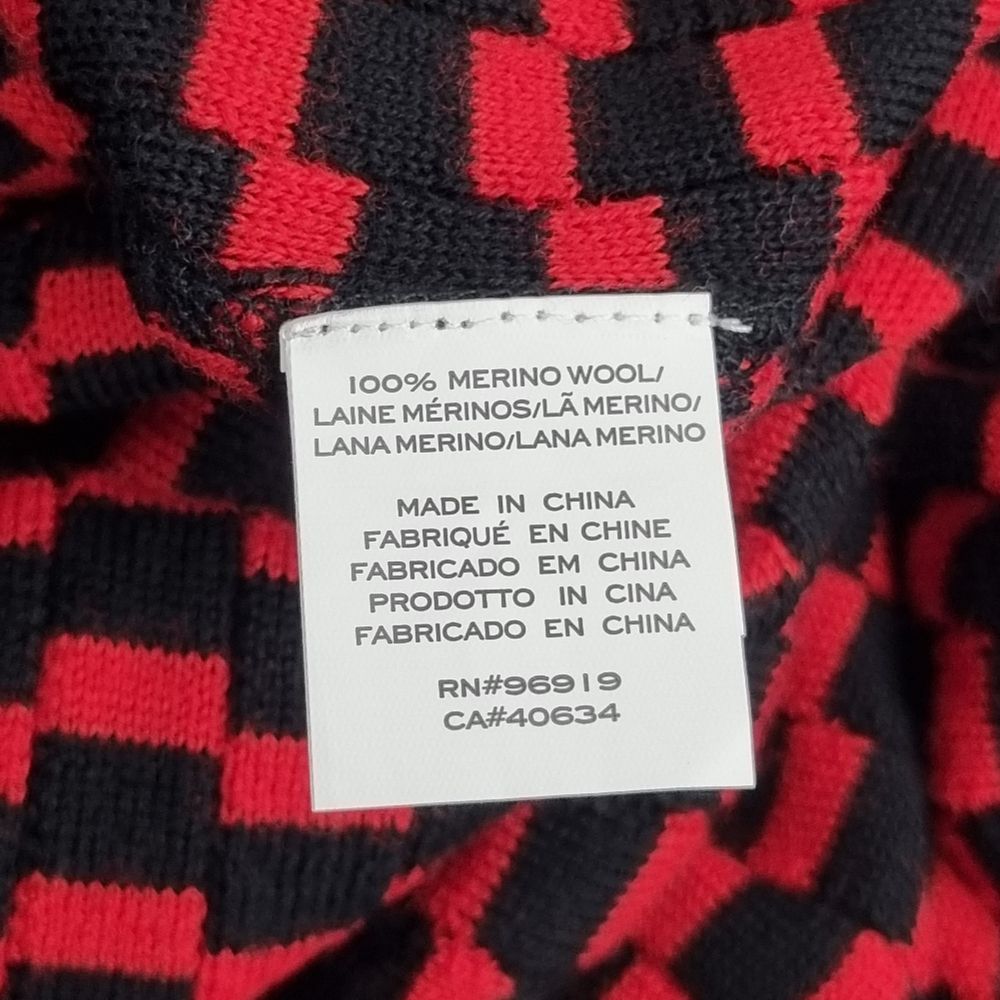 100% MERINO WOOL/
LAINE MÉRINOS/LÃ MERINO/
LANA MERINO/LANA MERINO
MADE IN CHINA
FABRIQUÉ EN CHINE
FABRICADO EM CHINA
PRODOTTO IN CINA
FABRICADO EN CHINA
RN#96919
CA#40634